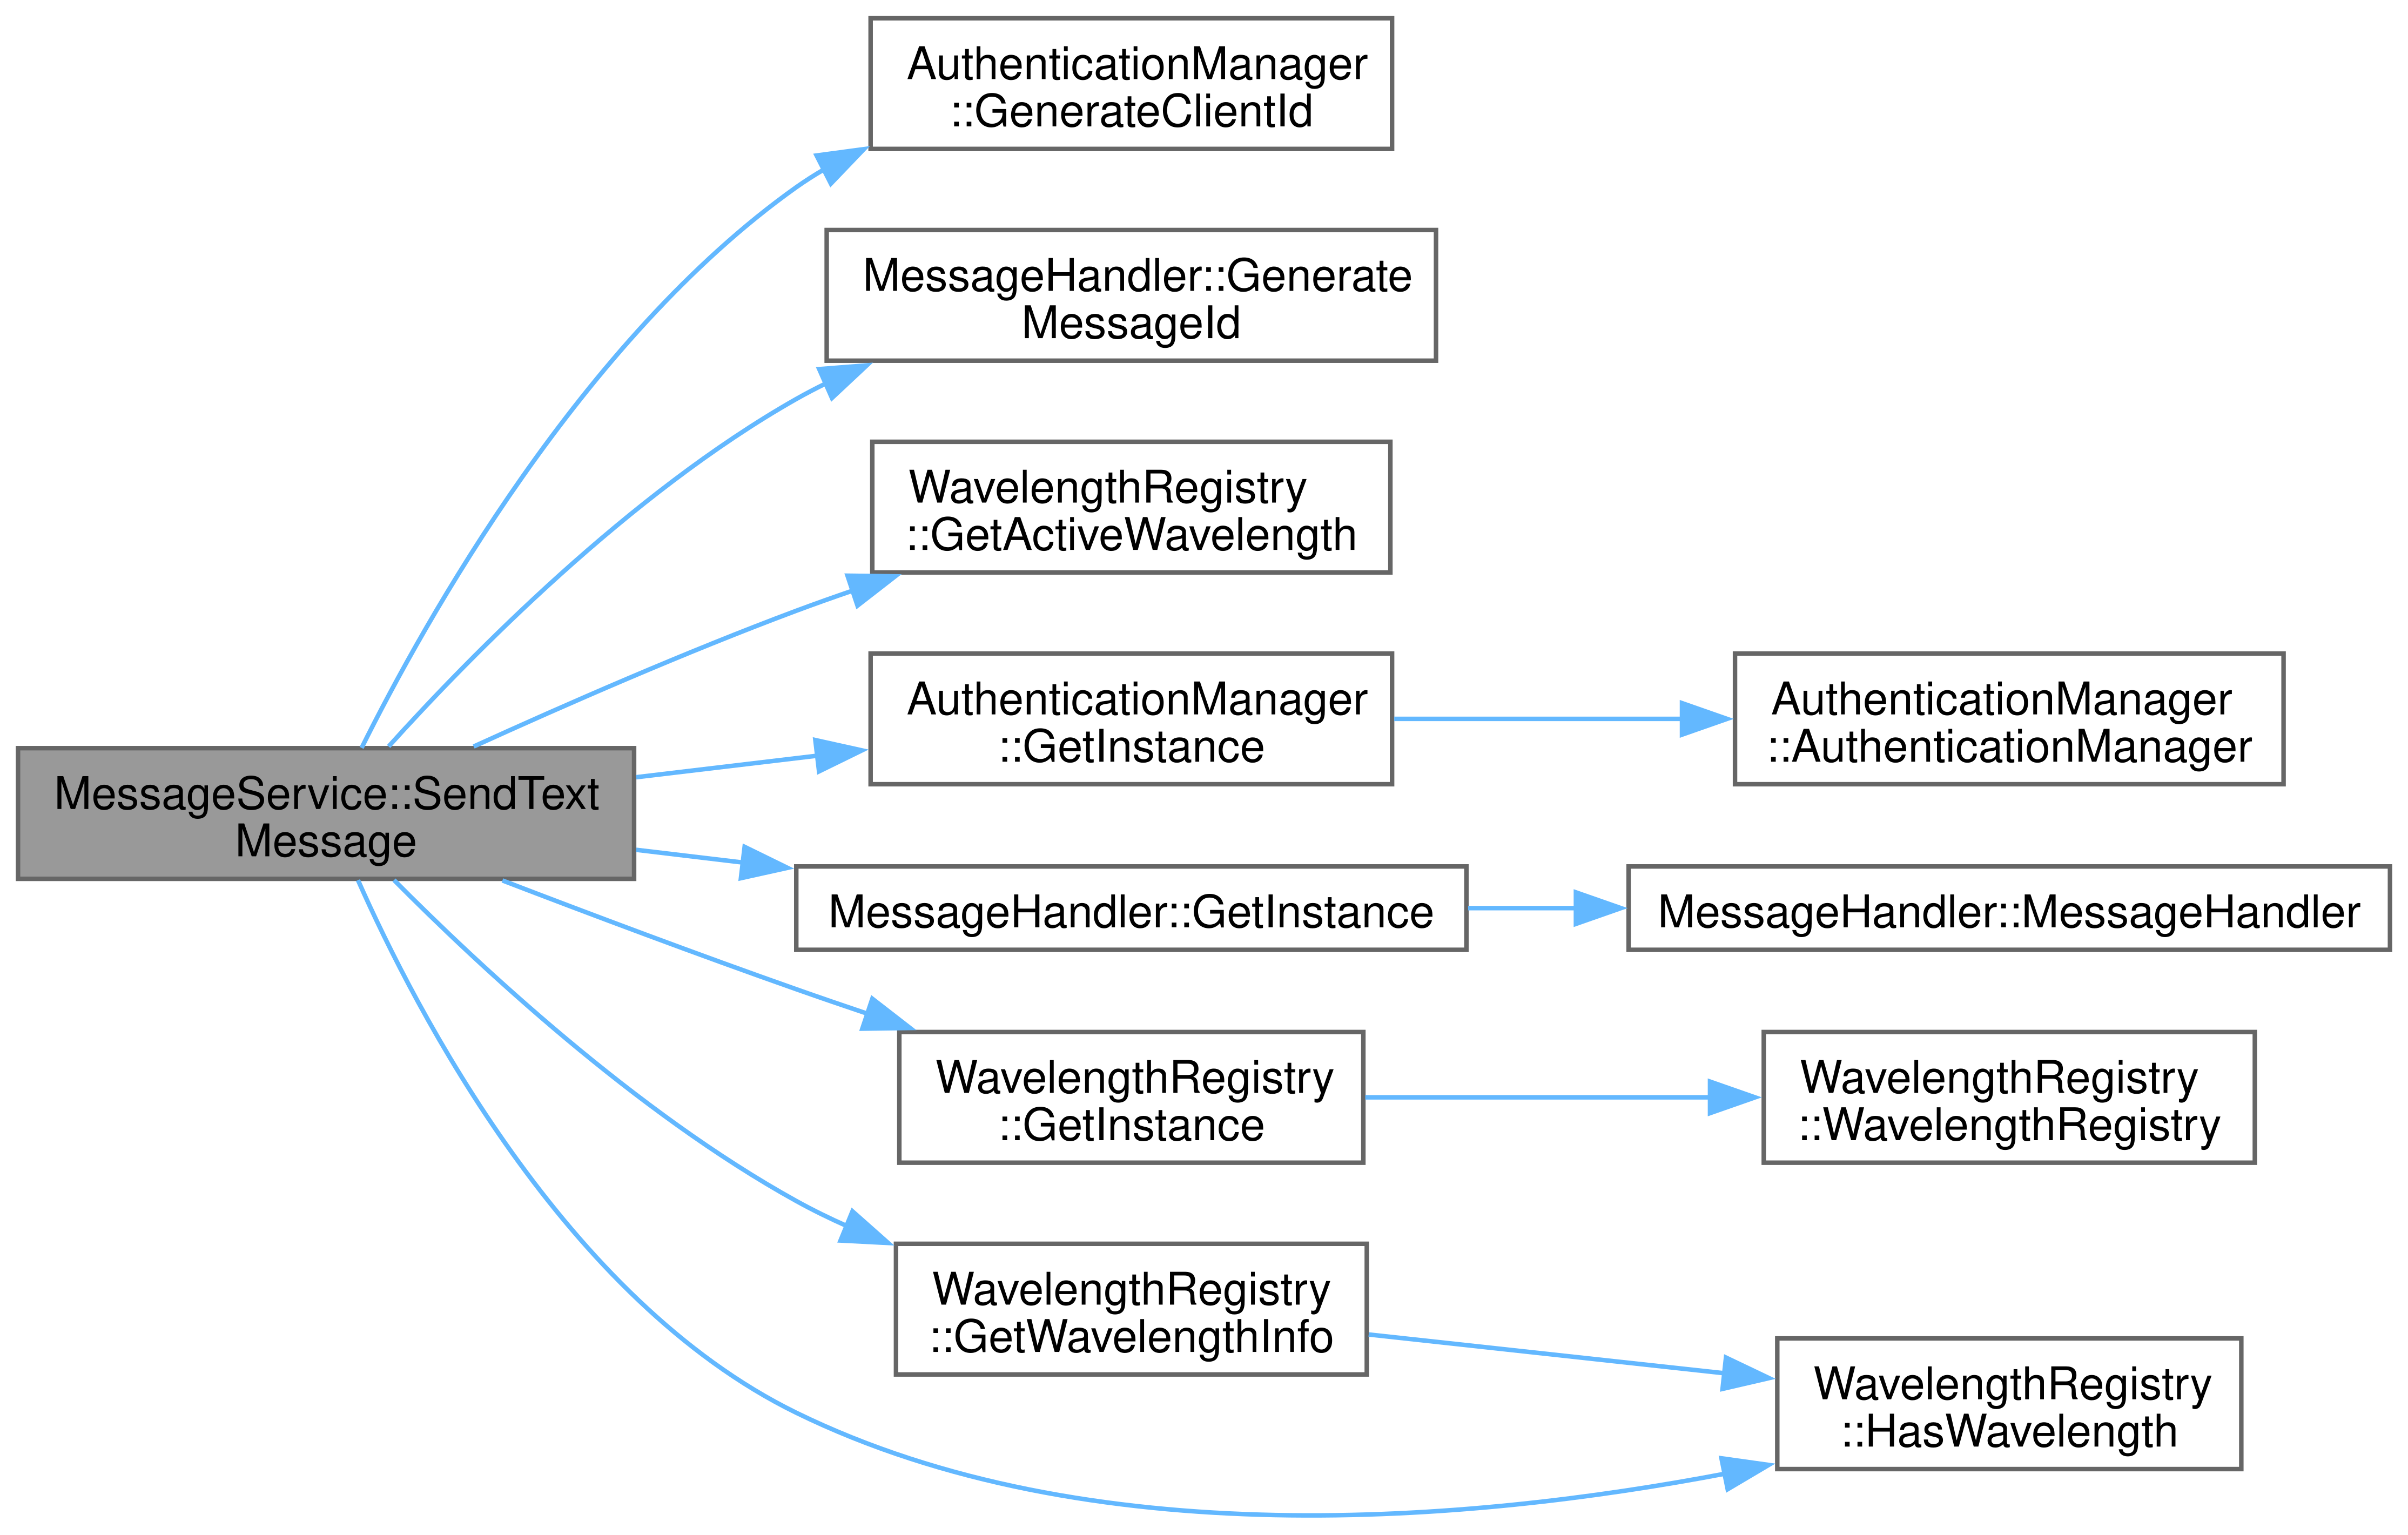 AuthenticationManager
::GenerateClientId
MessageHandler::Generate
MessageId
WavelengthRegistry
::GetActiveWavelength
AuthenticationManager
::GetInstance
AuthenticationManager
::AuthenticationManager
MessageService::SendText
Message
MessageHandler::GetInstance
MessageHandler::MessageHandler
WavelengthRegistry
::GetInstance
WavelengthRegistry
::WavelengthRegistry
WavelengthRegistry
::GetWavelengthInfo
WavelengthRegistry
::HasWavelength